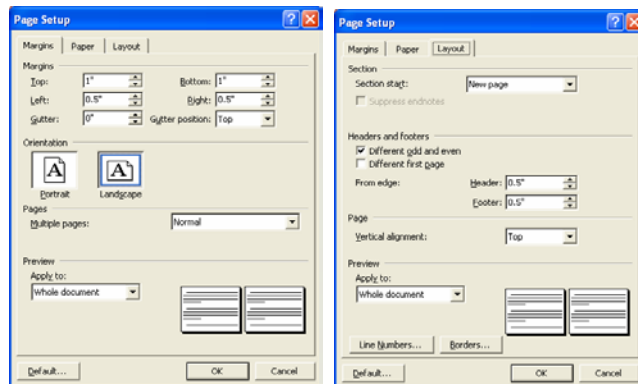 Page Setup
Margins Paper Layout
Margins
Top: 1" Bottom: 1"
Left: 0.5" Right: 0.5"
Gutter: 0" Gutter position: Top
Orientation
A A
Portrait Landscape
Pages
Multiple pages: Normal
Preview
Apply to:
Whole document
Default... OK Cancel
Page Setup
Margins Paper Layout
Section
Section start: New page
Suppress endnotes
Headers and footers
Different odd and even
Different first page
From edge: Header: 0.5"
Footer: 0.5"
Page
Vertical alignment: Top
Preview
Apply to:
Whole document
Line Numbers... Borders...
Default... OK Cancel